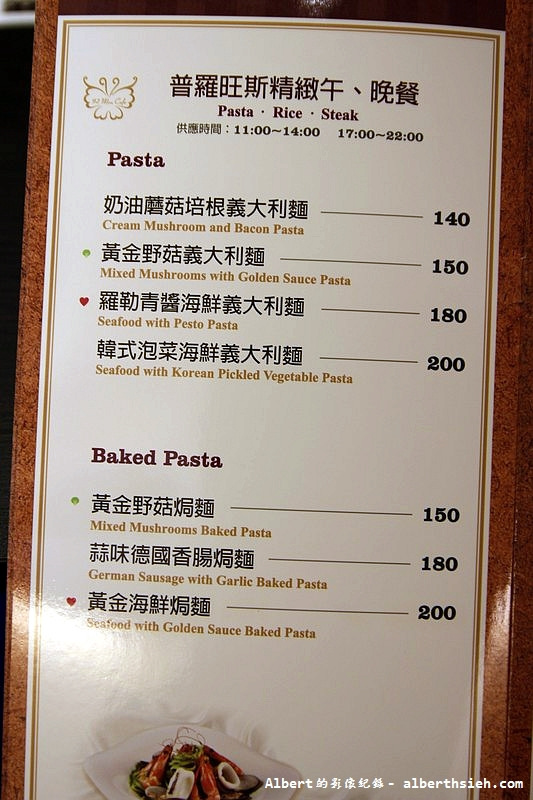 普羅旺斯精緻午、晚餐
Pasta · Rice · Steak
供應時間：11:00~14:00 17:00~22:00
Pasta
奶油蘑菇培根義大利麵 140
Cream Mushroom and Bacon Pasta
黃金野菇義大利麵 150
Mixed Mushrooms with Golden Sauce Pasta
羅勒青醬海鮮義大利麵 180
Seafood with Pesto Pasta
韓式泡菜海鮮義大利麵 200
Seafood with Korean Pickled Vegetable Pasta
Baked Pasta
黃金野菇焗麵 150
Mixed Mushrooms Baked Pasta
蒜味德國香腸焗麵 180
German Sausage with Garlic Baked Pasta
黃金海鮮焗麵 200
Seafood with Golden Sauce Baked Pasta
Albert的影像紀錄 - alberthsieh.com